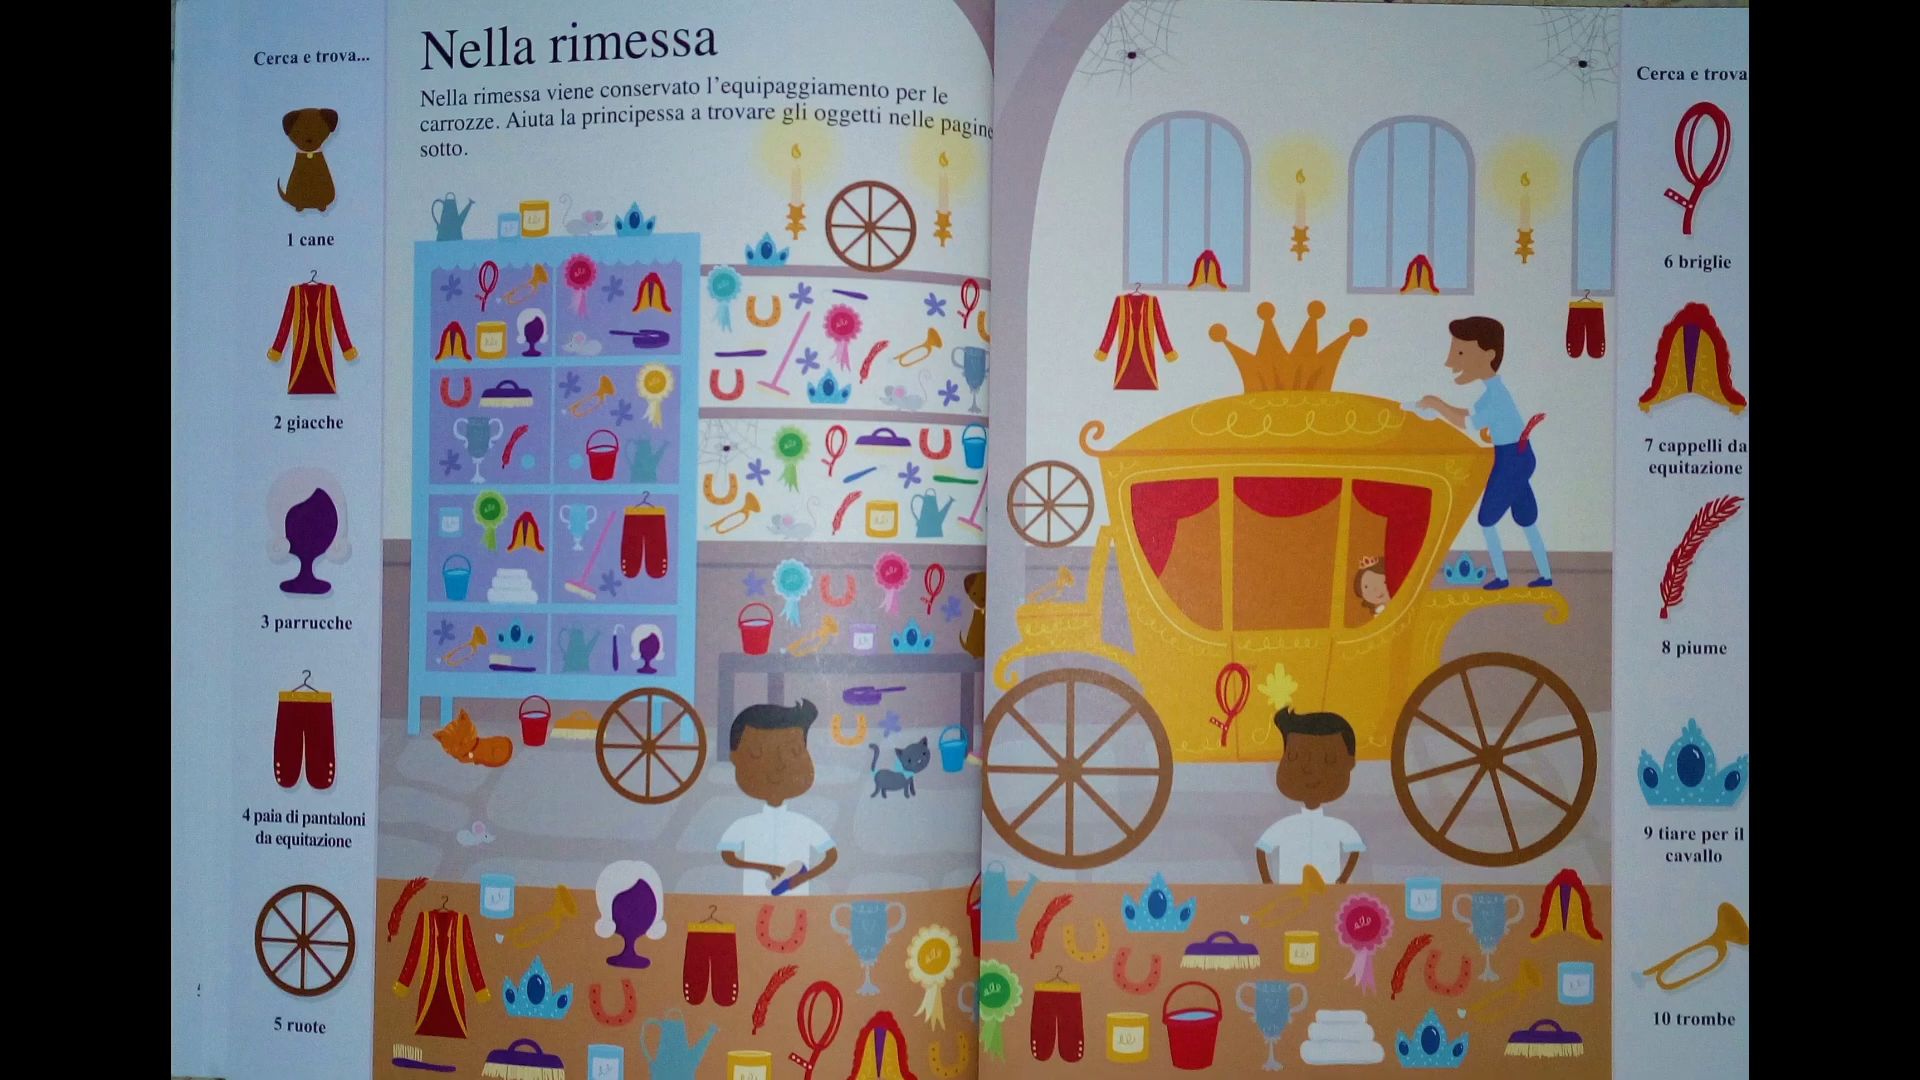 Cerca e trova...
1 cane
2 giacche
3 parrucche
4 paia di pantaloni
da equitazione
5 ruote
Nella rimessa
Nella rimessa viene conservato l'equipaggiamento per le
carrozze. Aiuta la principessa a trovare gli oggetti nelle pagine
sotto.
Cerca e trova
6 briglie
7 cappelli da
equitazione
8 piume
9 tiare per il
cavallo
10 trombe